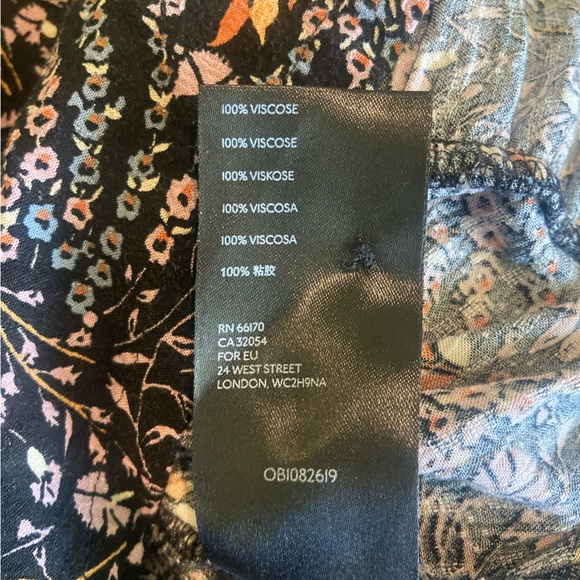 100% VISCOSE
100% VISCOSE
100% VISKOSE
100% VISCOSA
100% VISCOSA
100% 粘胶
RN 66170
CA 32054
FOR EU
24 WEST STREET
LONDON, WC2H9NA
OB1082619